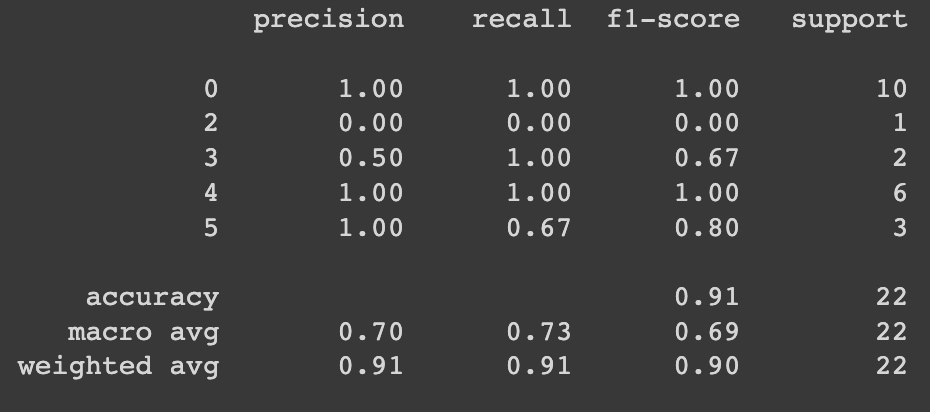 precision recall f1-score support
0 1.00 1.00 1.00 10
2 0.00 0.00 0.00 1
3 0.50 1.00 0.67 2
4 1.00 1.00 1.00 6
5 1.00 0.67 0.80 3
accuracy 0.91 22
macro avg 0.70 0.73 0.69 22
weighted avg 0.91 0.91 0.90 22